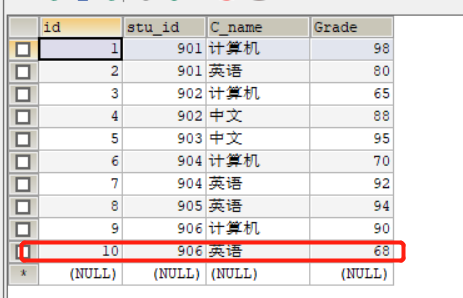 id stu_id C_name Grade
1 901 计算机 98
2 901 英语 80
3 902 计算机 65
4 902 中文 88
5 903 中文 95
6 904 计算机 70
7 904 英语 92
8 905 英语 94
9 906 计算机 90
10 906 英语 68
* (NULL) (NULL) (NULL) (NULL)